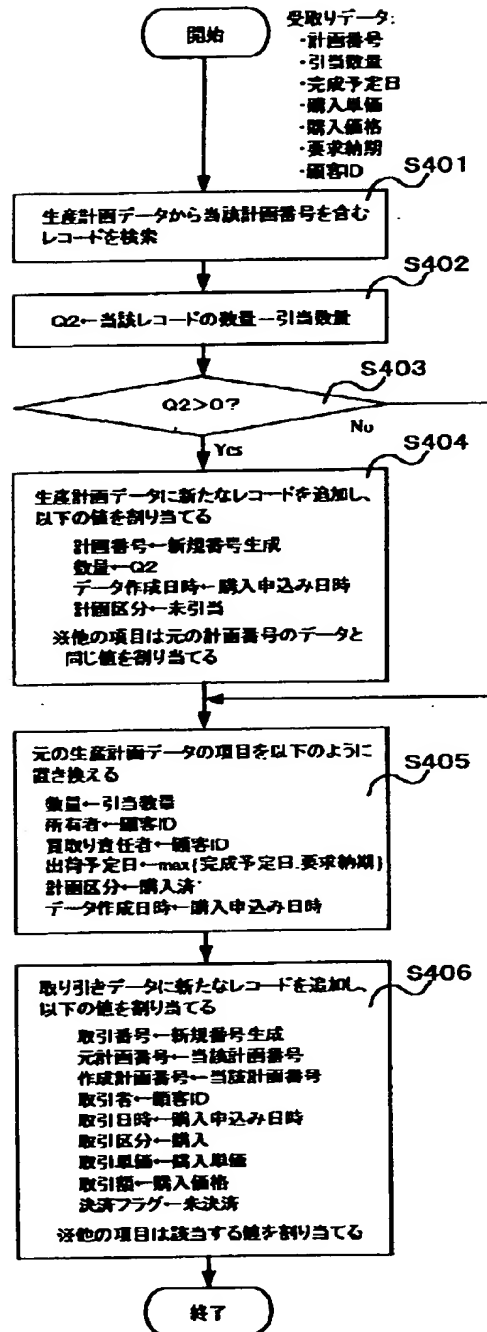 開始
受取りデータ:
・計画番号
・引当数量
・完成予定日
・購入単価
・購入価格
・要求納期
・顧客ID
S401
生産計画データから当該計画番号を含む
レコードを検索
S402
Q2←当該レコードの数量－引当数量
S403
Q2>0?
No
Yes
S404
生産計画データに新たなレコードを追加し、
以下の値を割り当てる
計画番号←新規番号生成
数量←Q2
データ作成日時←購入申込み日時
計画区分←未引当
※他の項目は元の計画番号のデータと
同じ値を割り当てる
S405
元の生産計画データの項目を以下のように
置き換える
数量←引当数量
所有者←顧客ID
買取り責任者←顧客ID
出荷予定日←max{完成予定日,要求納期}
計画区分←購入済
データ作成日時←購入申込み日時
S406
取り引きデータに新たなレコードを追加し、
以下の値を割り当てる
取引番号←新規番号生成
元計画番号←当該計画番号
作成計画番号←当該計画番号
取引者←顧客ID
取引日時←購入申込み日時
取引区分←購入
取引単価←購入単価
取引額←購入価格
決済フラグ←未決済
※他の項目は該当する値を割り当てる
終了